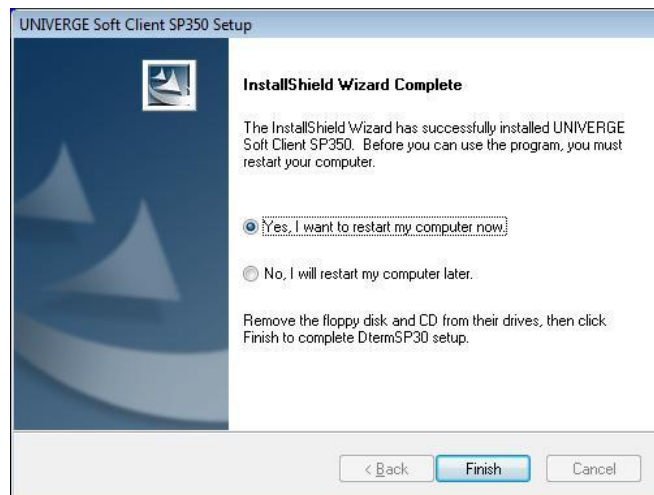 UNIVERGE Soft Client SP350 Setup
InstallShield Wizard Complete
The InstallShield Wizard has successfully installed UNIVERGE
Soft Client SP350.  Before you can use the program, you must
restart your computer.
Yes, I want to restart my computer now.
No, I will restart my computer later.
Remove the floppy disk and CD from their drives, then click
Finish to complete DtermSP30 setup.
< Back
Finish
Cancel